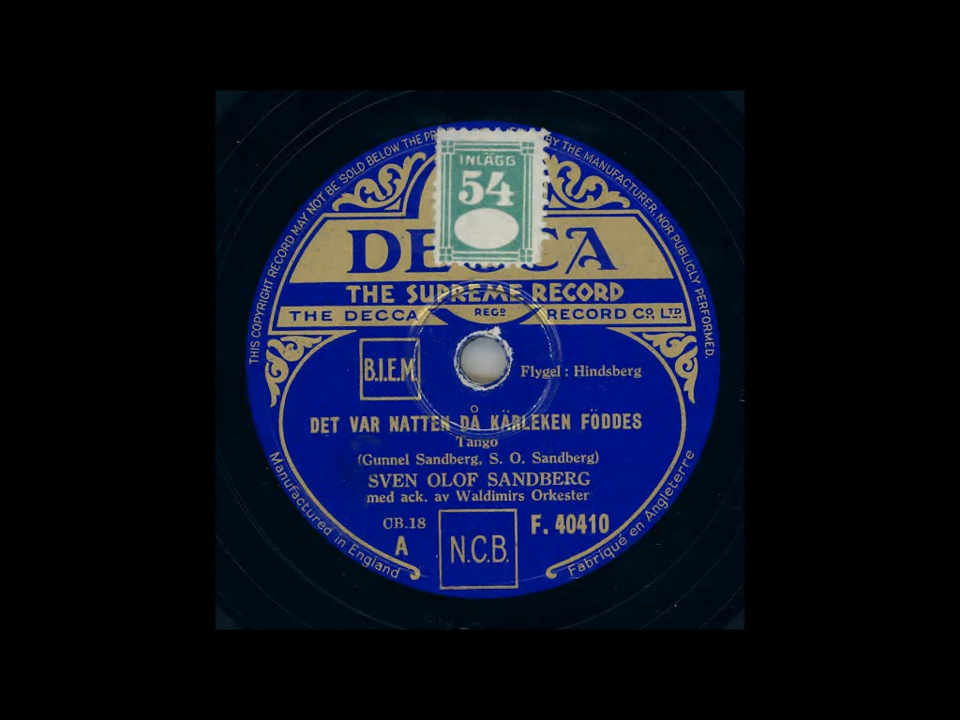 THIS COPYRIGHT RECORD MAY NOT BE SOLD BELOW THE BY THE MANUFACTURER, NOR PUBLICLY PERFORMED.
INLÄGG
54
DECCA
THE SUPREME RECORD
THE DECCA REGD RECORD CO., LTD
B.I.E.M.
Flygel: Hindsberg
DET VAR NATTEN DÅ KÄRLEKEN FÖDDES
Tango
(Gunnel Sandberg, S. O. Sandberg)
SVEN OLOF SANDBERG
med ack. av Waldimirs Orkester
CB.18
F. 40410
A
N.C.B.
Manufactured in England
Fabriqué en Angleterre